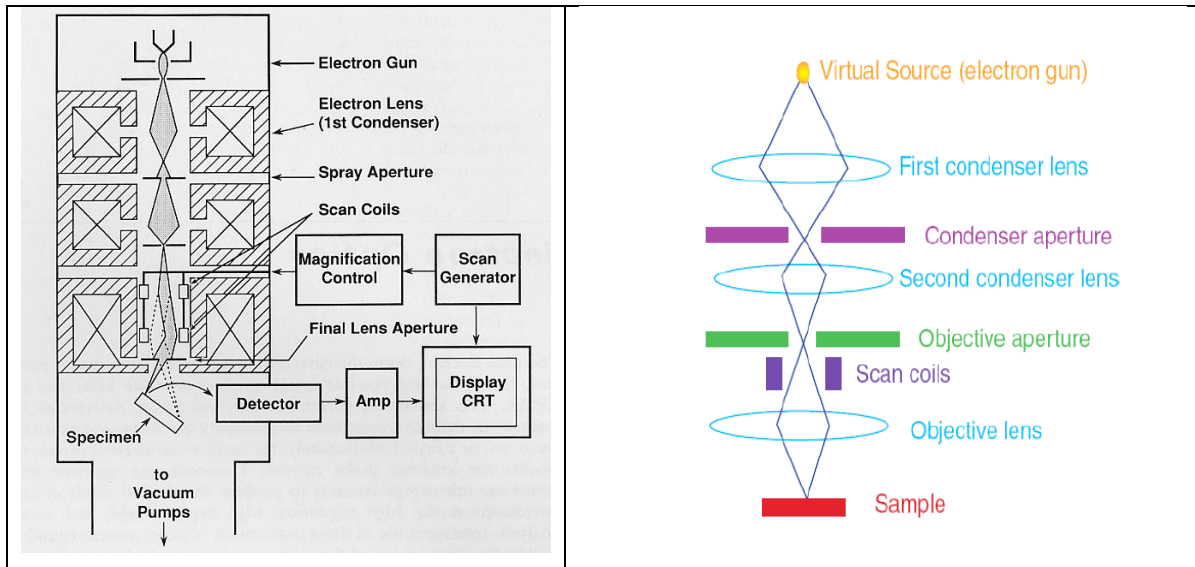 Electron Gun
Electron Lens
(1st Condenser)
Spray Aperture
Scan Coils
Magnification
Control
Scan
Generator
Final Lens Aperture
Display
CRT
Detector
Amp
Specimen
to
Vacuum
Pumps
Virtual Source (electron gun)
First condenser lens
Condenser aperture
Second condenser lens
Objective aperture
Scan coils
Objective lens
Sample